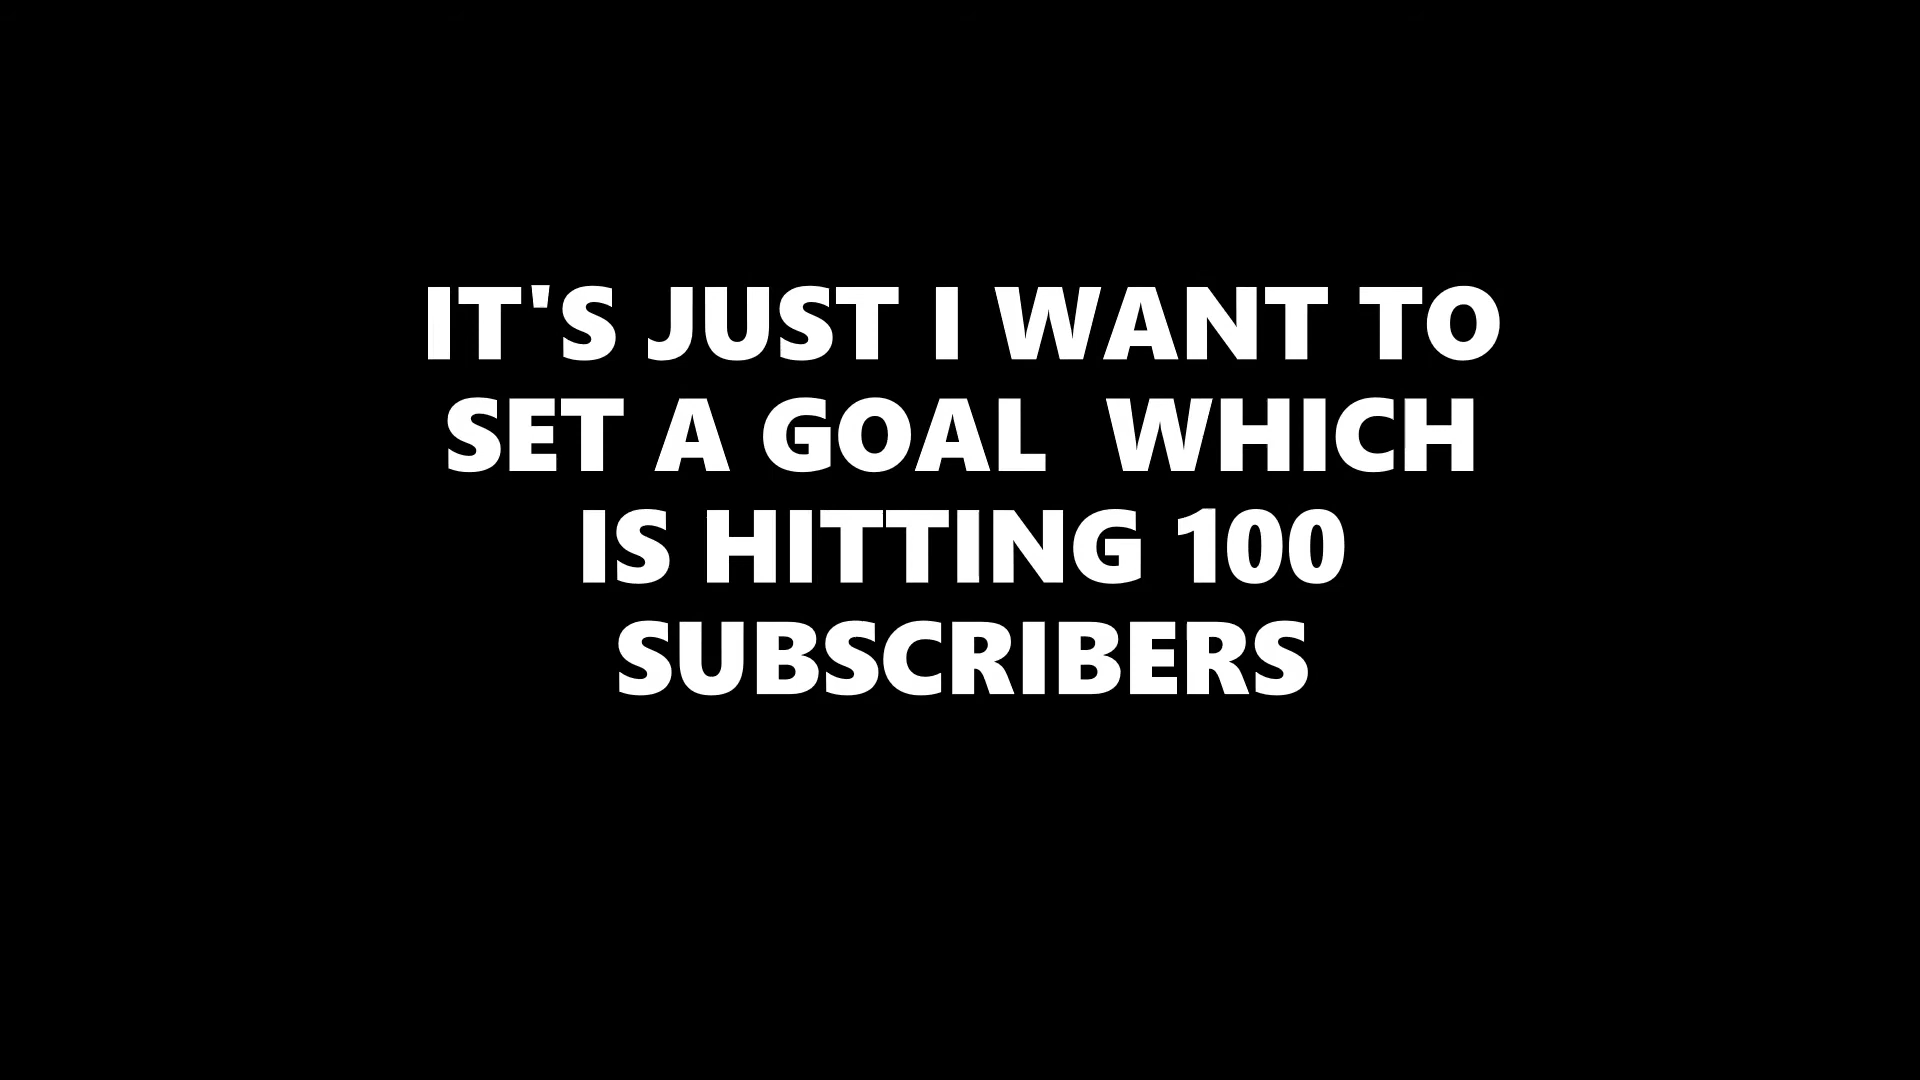 IT'S JUST I WANT TO
SET A GOAL  WHICH
IS HITTING 100
SUBSCRIBERS